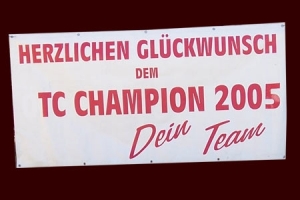 HERZLICHEN GLÜCKWUNSCH
DEM
TC CHAMPION 2005
Dein Team